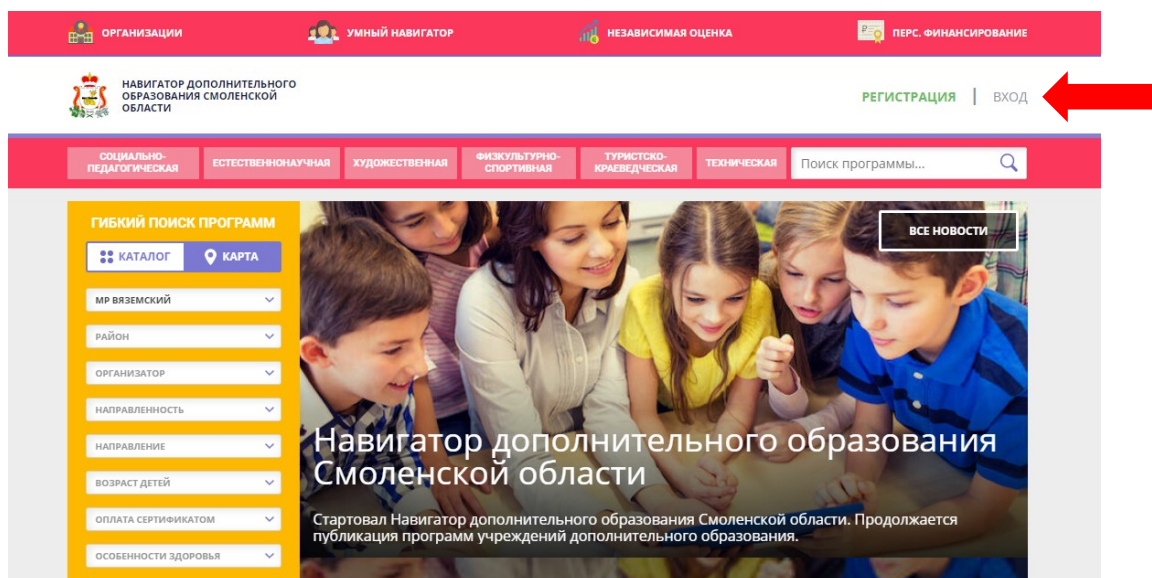 ОРГАНИЗАЦИИ
УМНЫЙ НАВИГАТОР
НЕЗАВИСИМАЯ ОЦЕНКА
ПЕРС. ФИНАНСИРОВАНИЕ
НАВИГАТОР ДОПОЛНИТЕЛЬНОГО
ОБРАЗОВАНИЯ СМОЛЕНСКОЙ
ОБЛАСТИ
РЕГИСТРАЦИЯ | ВХОД
СОЦИАЛЬНО-
ПЕДАГОГИЧЕСКАЯ
ЕСТЕСТВЕННОНАУЧНАЯ
ХУДОЖЕСТВЕННАЯ
ФИЗКУЛЬТУРНО-
СПОРТИВНАЯ
ТУРИСТСКО-
КРАЕВЕДЧЕСКАЯ
ТЕХНИЧЕСКАЯ
Поиск программы...
ГИБКИЙ ПОИСК ПРОГРАММ
КАТАЛОГ
КАРТА
МР ВЯЗЕМСКИЙ
РАЙОН
ОРГАНИЗАТОР
НАПРАВЛЕННОСТЬ
НАПРАВЛЕНИЕ
ВОЗРАСТ ДЕТЕЙ
ОПЛАТА СЕРТИФИКАТОМ
ОСОБЕННОСТИ ЗДОРОВЬЯ
ВСЕ НОВОСТИ
Навигатор дополнительного образования
Смоленской области
Стартовал Навигатор дополнительного образования Смоленской области. Продолжается
публикация программ учреждений дополнительного образования.